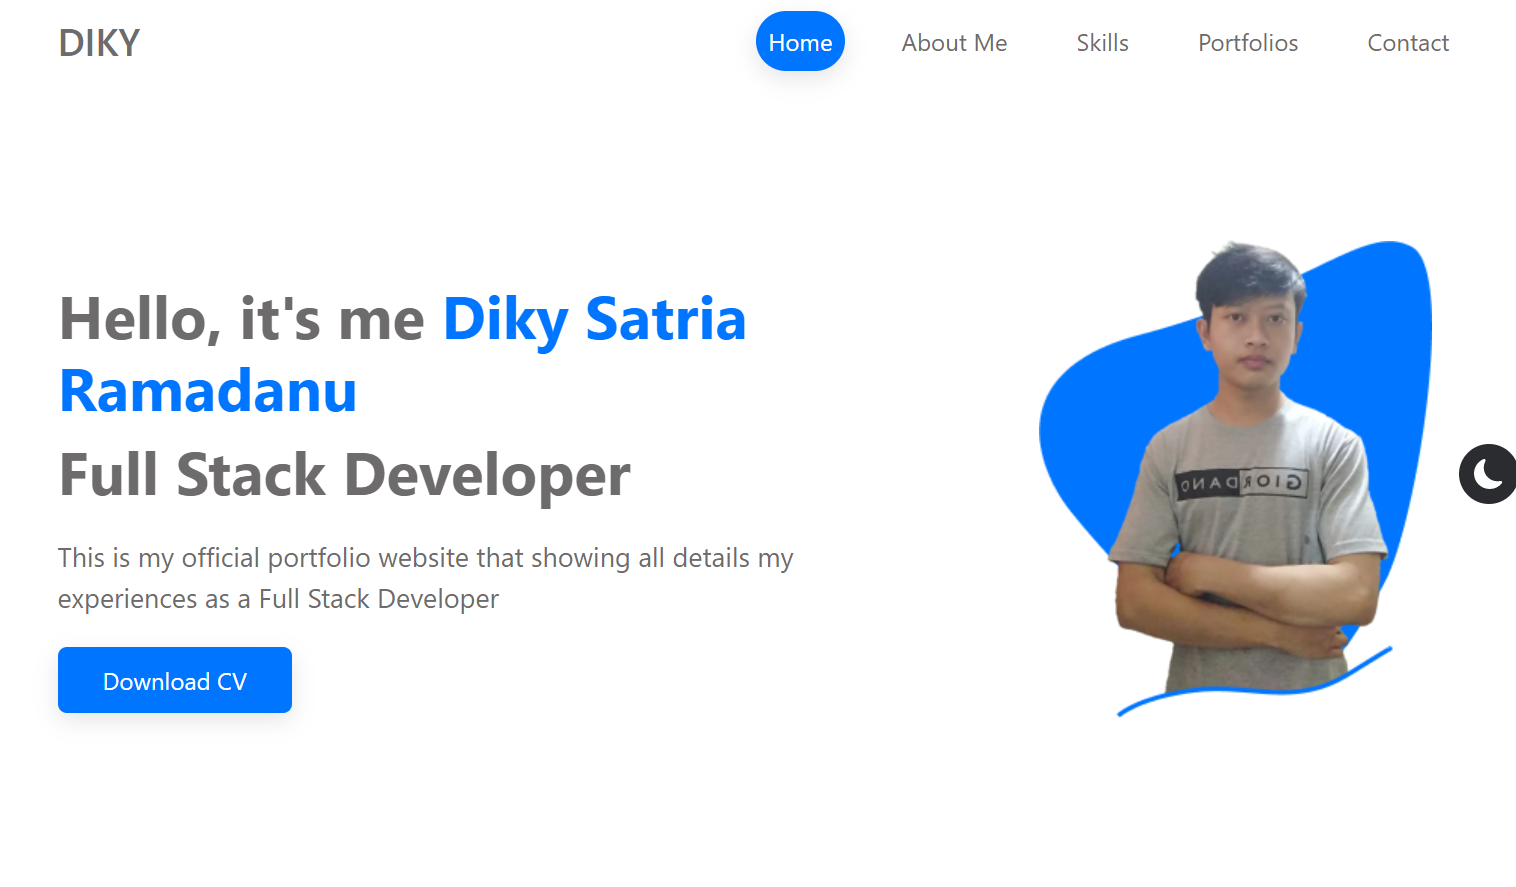 DIKY
Home
About Me
Skills
Portfolios
Contact
Hello, it's me Diky Satria
Ramadanu
Full Stack Developer
This is my official portfolio website that showing all details my
experiences as a Full Stack Developer
Download CV
GIORDANO